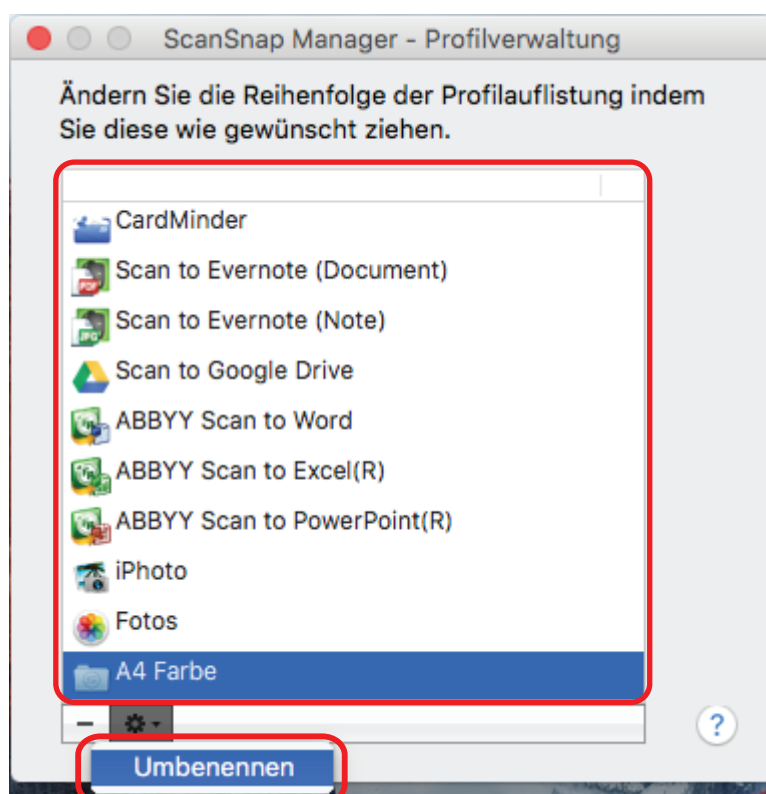 ScanSnap Manager - Profilverwaltung
Ändern Sie die Reihenfolge der Profilauflistung indem
Sie diese wie gewünscht ziehen.
CardMinder
Scan to Evernote (Document)
Scan to Evernote (Note)
Scan to Google Drive
ABBYY Scan to Word
ABBYY Scan to Excel(R)
ABBYY Scan to PowerPoint(R)
iPhoto
Fotos
A4 Farbe
?
Umbenennen